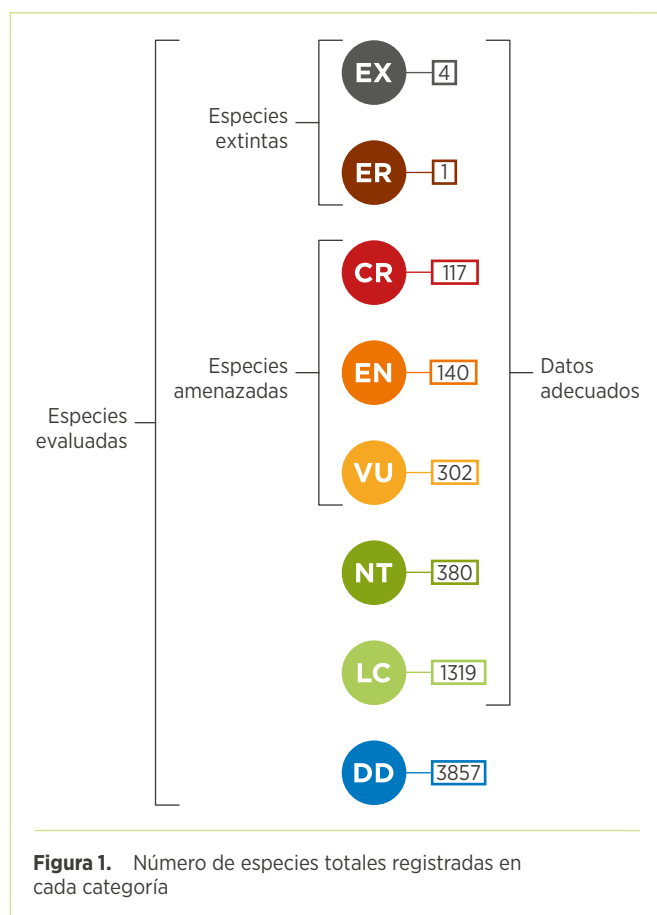 EX 4
Especies
extintas
ER 1
CR 117
Especies
amenazadas
EN 140
Datos
adecuados
Especies
evaluadas
VU 302
NT 380
LC 1319
DD 3857
Figura 1. Número de especies totales registradas en
cada categoría